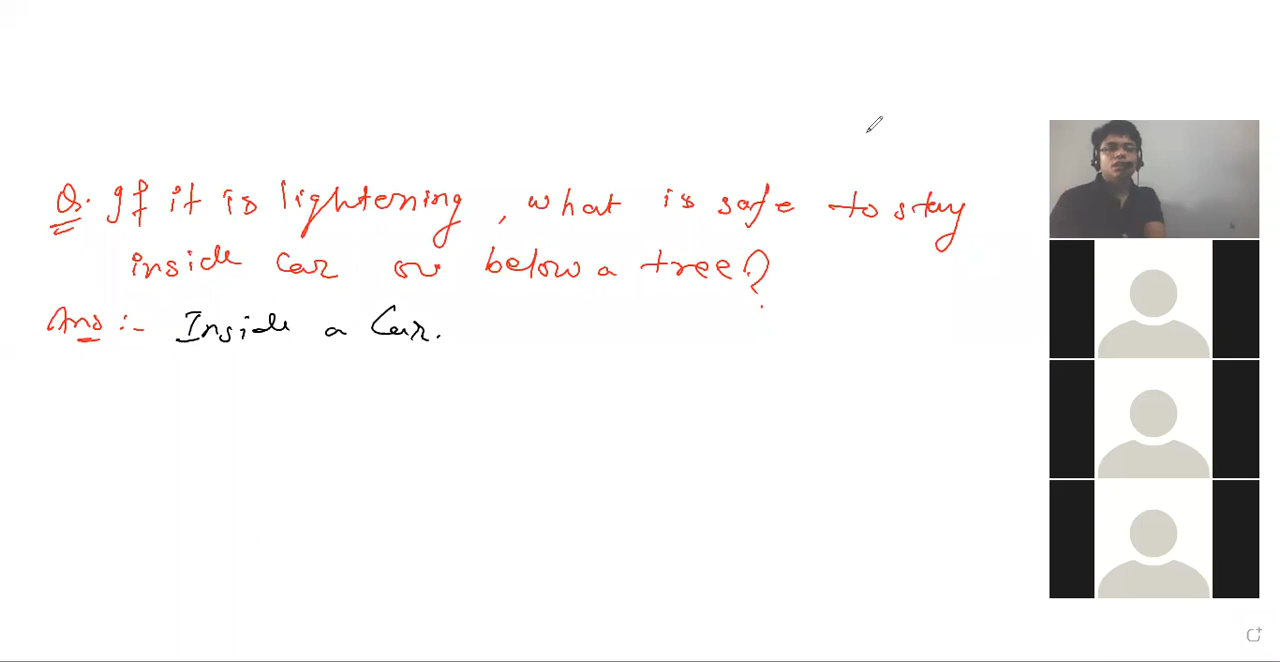 Q. If it is lightening, what is safe to stay
inside car or below a tree?
Ans :- Inside a Car.